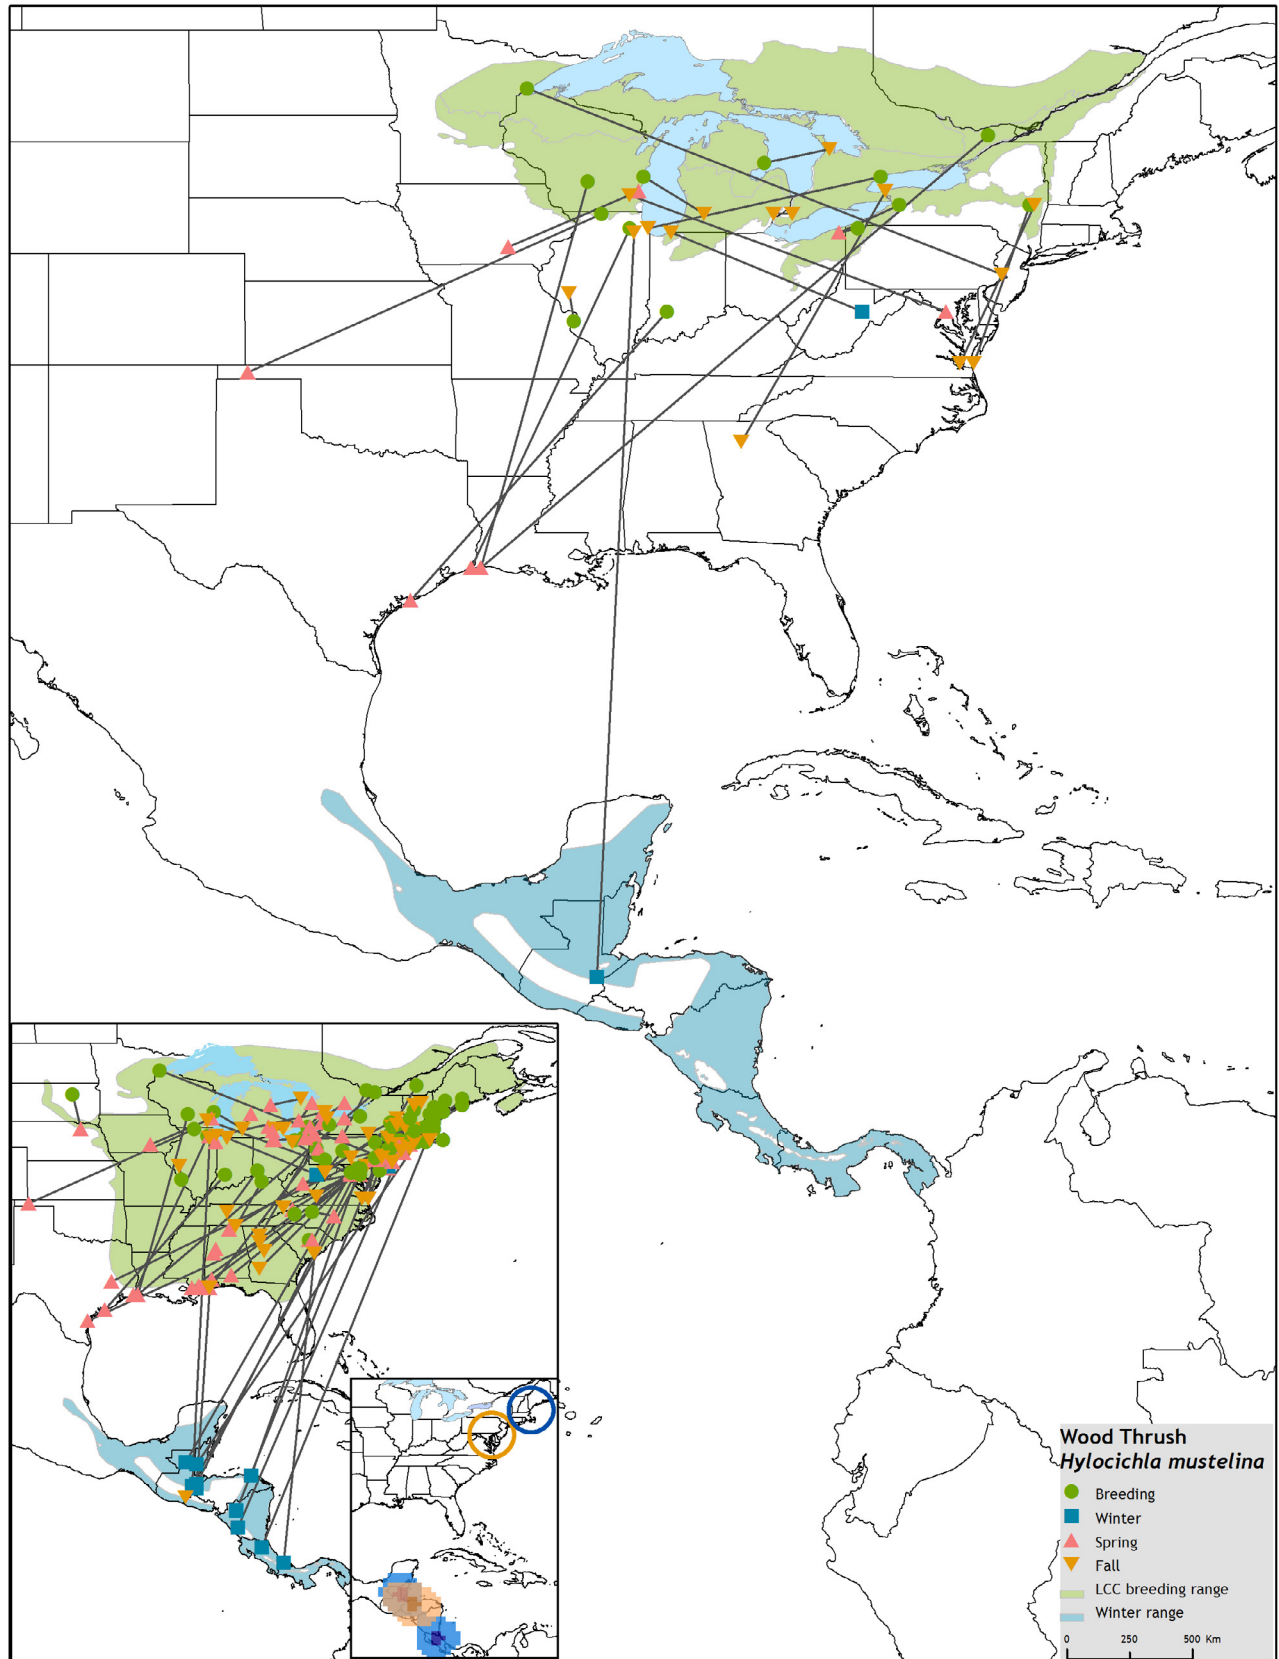 Wood Thrush
Hylocichla mustelina
Breeding
Winter
Spring
Fall
LCC breeding range
Winter range
0 250 500 Km